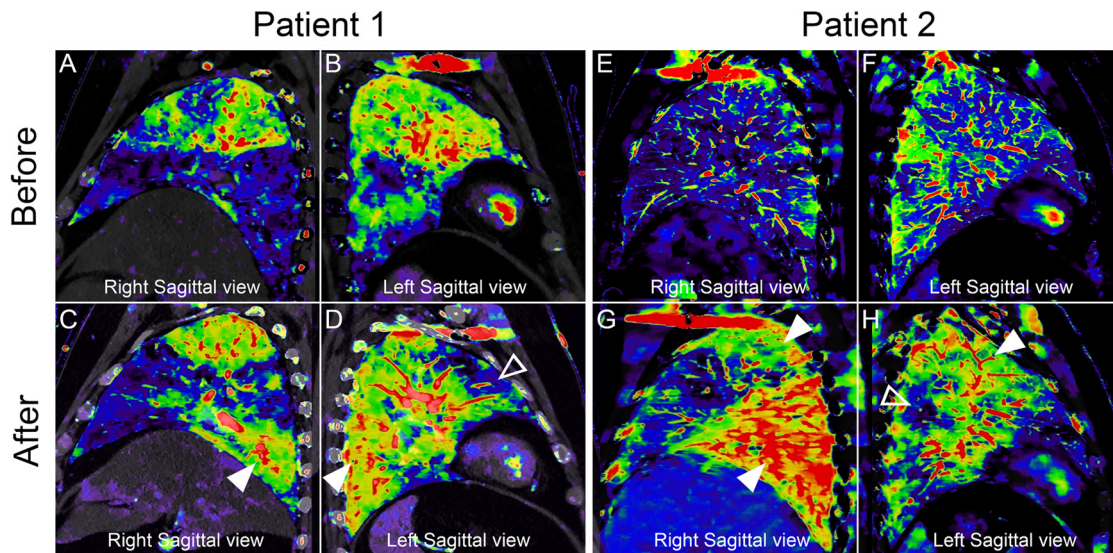 Patient 1
Patient 2
Before
A
B
E
F
Right Sagittal view
Left Sagittal view
Right Sagittal view
Left Sagittal view
After
C
D
G
H
Right Sagittal view
Left Sagittal view
Right Sagittal view
Left Sagittal view